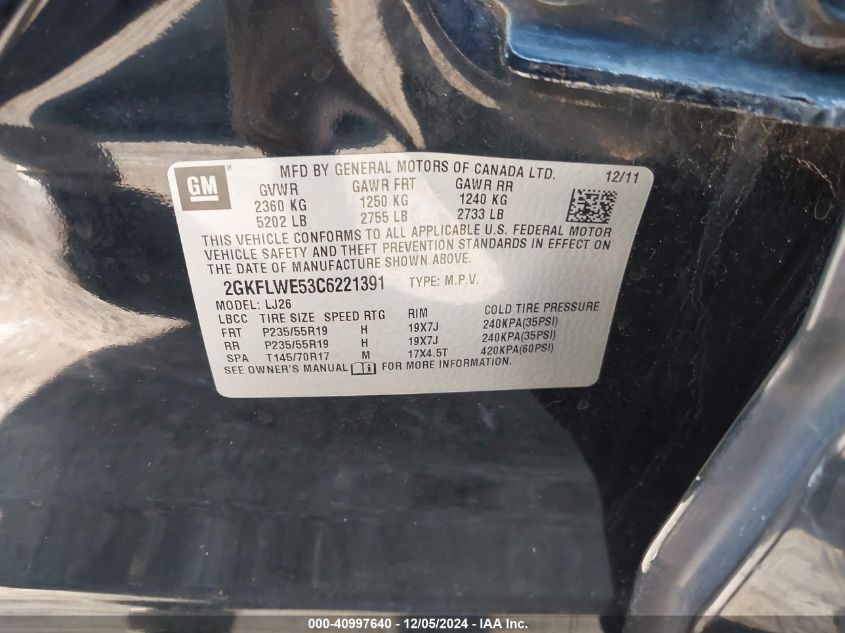 GM
MFD BY GENERAL MOTORS OF CANADA LTD. 12/11
GVWR GAWR FRT GAWR RR
2360 KG 1250 KG 1240 KG
5202 LB 2755 LB 2733 LB
THIS VEHICLE CONFORMS TO ALL APPLICABLE U.S. FEDERAL MOTOR
VEHICLE SAFETY AND THEFT PREVENTION STANDARDS IN EFFECT ON
THE DATE OF MANUFACTURE SHOWN ABOVE.
2GKFLWE53C6221391 TYPE: M.P.V.
MODEL: LJ26
LBCC TIRE SIZE SPEED RTG RIM COLD TIRE PRESSURE
FRT P235/55R19 H 19X7J 240KPA(35PSI)
RR P235/55R19 H 19X7J 240KPA(35PSI)
SPA T145/70R17 M 17X4.5T 420KPA(60PSI)
SEE OWNER'S MANUAL FOR MORE INFORMATION.
000-40997640 - 12/05/2024 - IAA Inc.